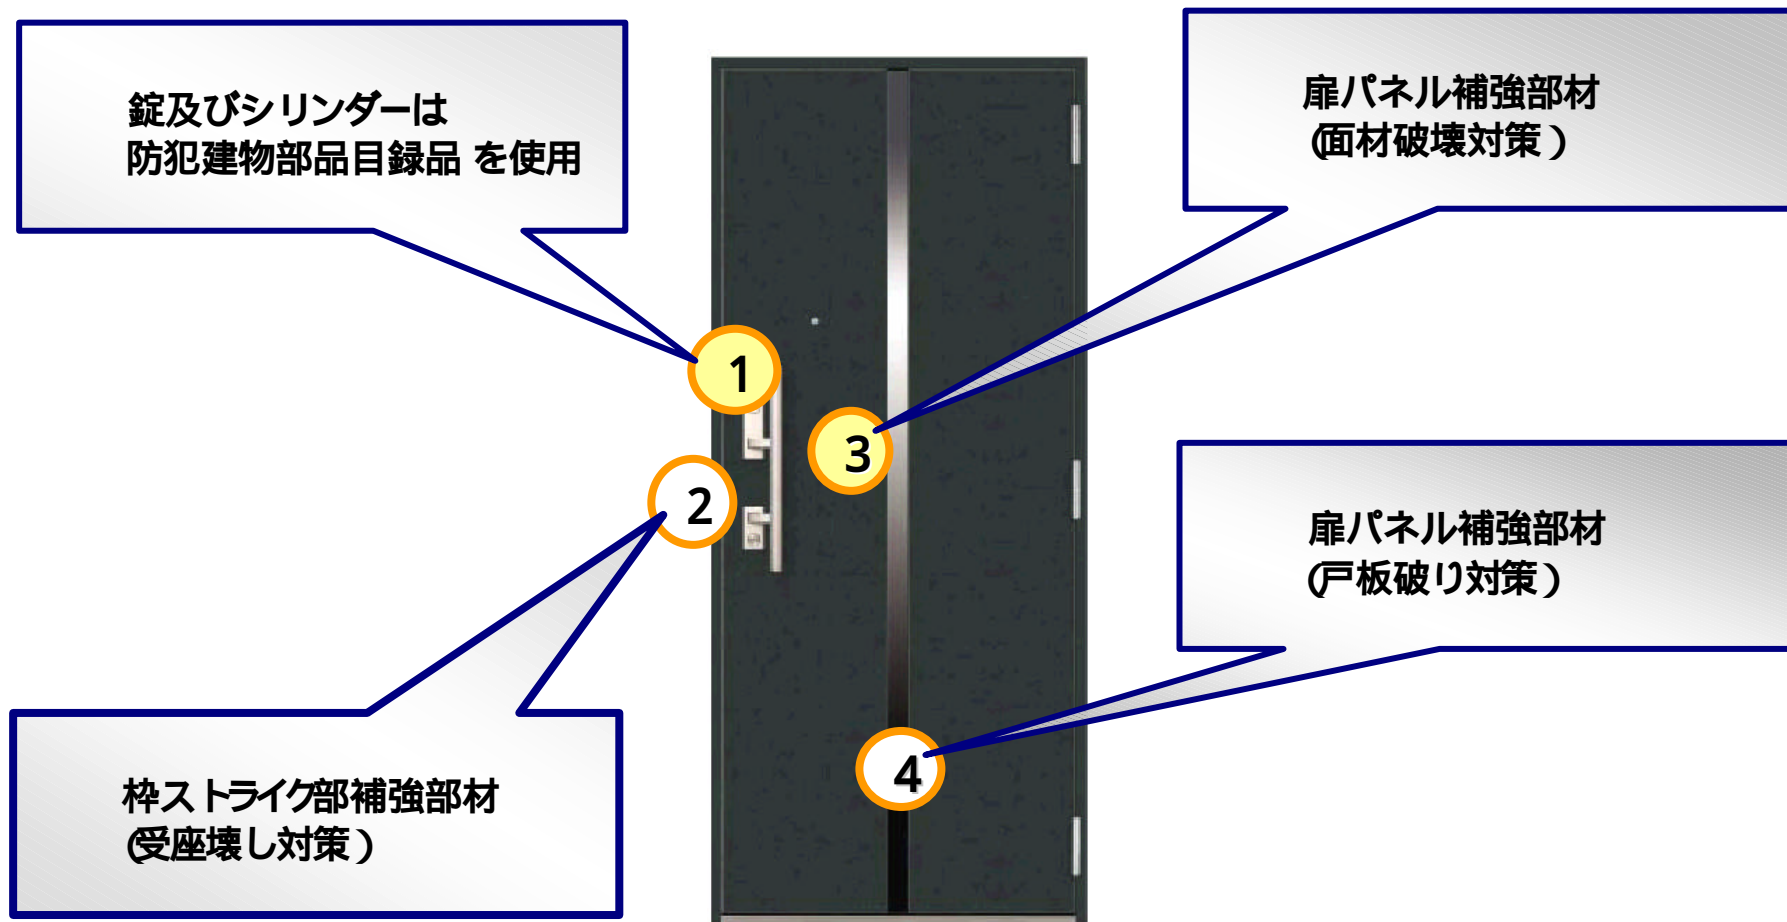 錠及びシリンダーは
防犯建物部品目録品 を使用
扉パネル補強部材
(面材破壊対策)
1
3
2
扉パネル補強部材
(戸板破り対策)
4
枠ストライク部補強部材
(受座壊し対策)